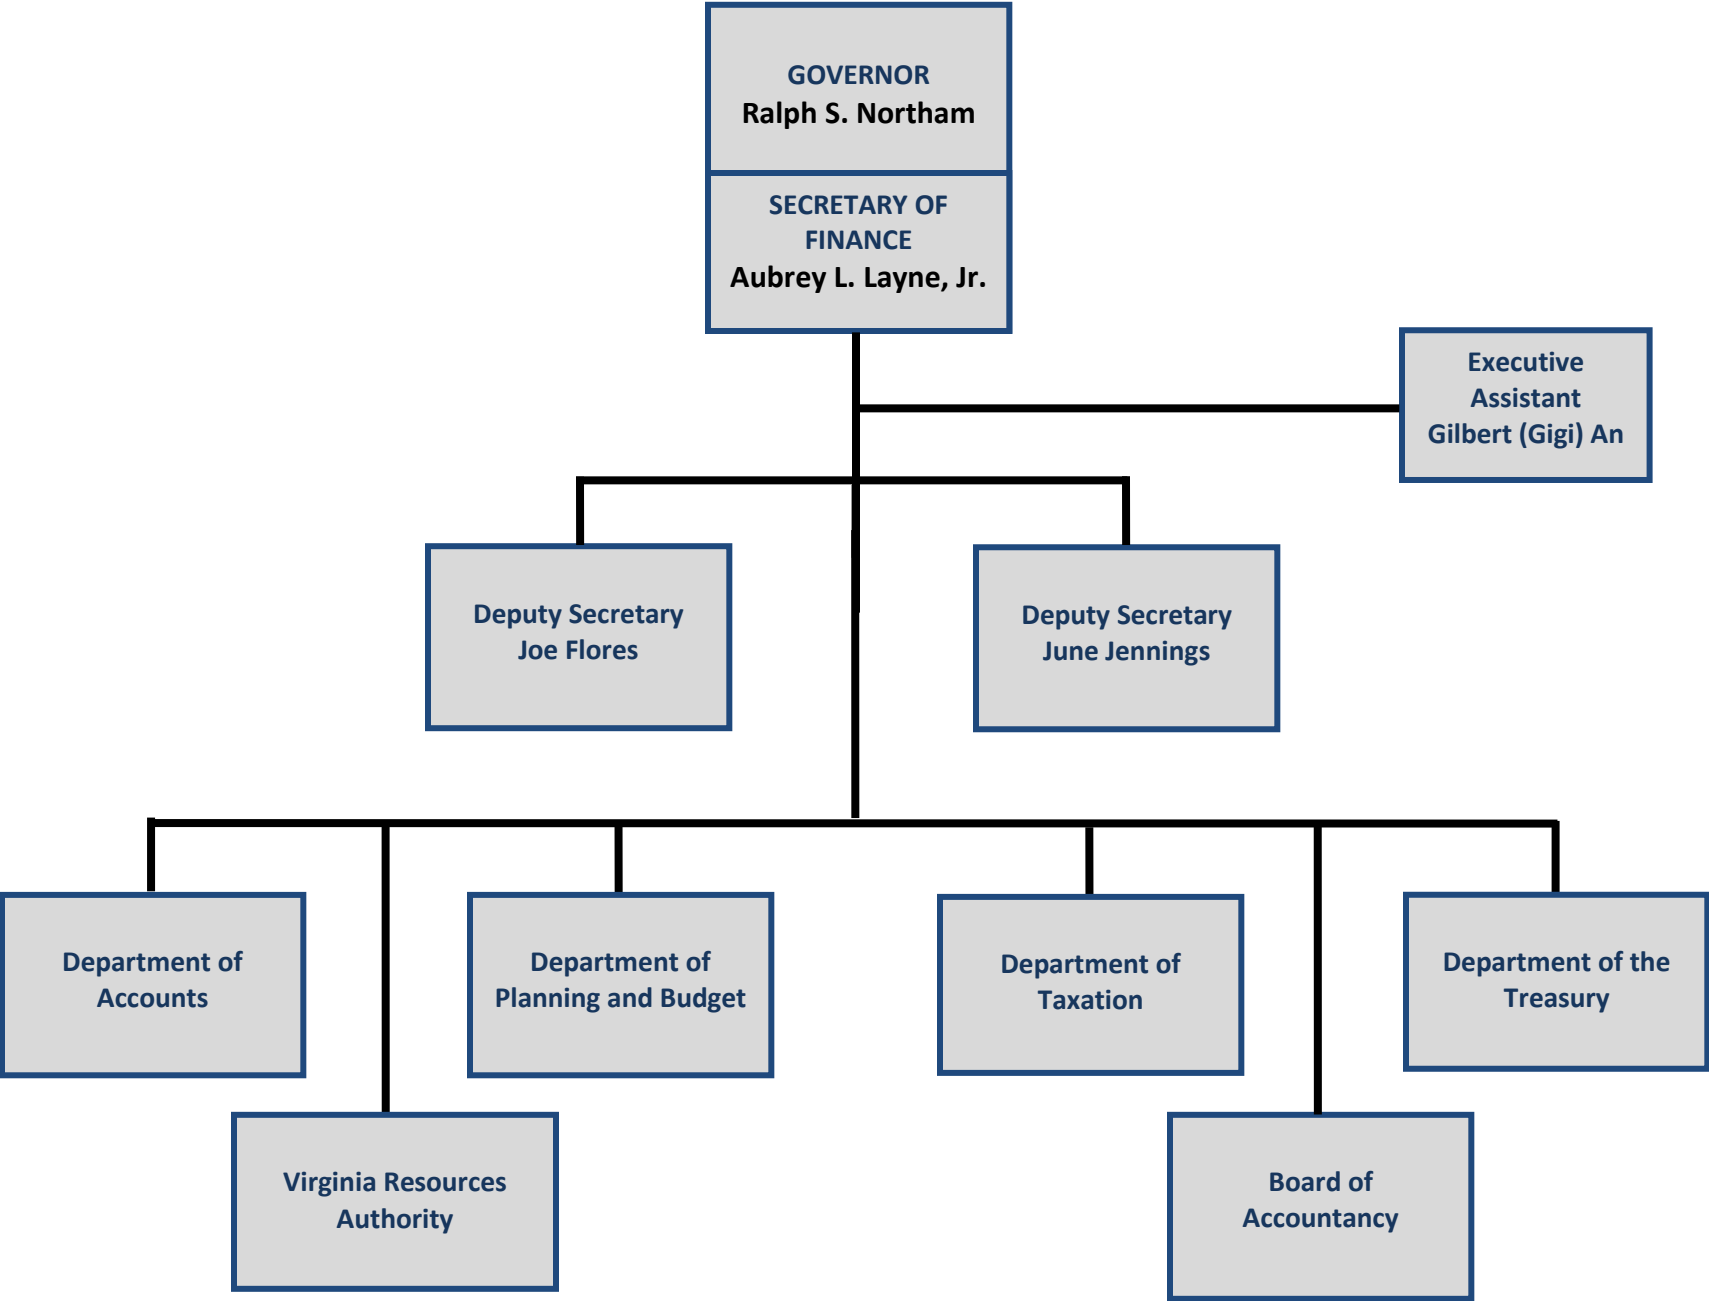 GOVERNOR
Ralph S. Northam
SECRETARY OF
FINANCE
Aubrey L. Layne, Jr.
Executive
Assistant
Gilbert (Gigi) An
Deputy Secretary
Joe Flores
Deputy Secretary
June Jennings
Department of
Accounts
Department of
Planning and Budget
Department of
Taxation
Department of the
Treasury
Virginia Resources
Authority
Board of
Accountancy